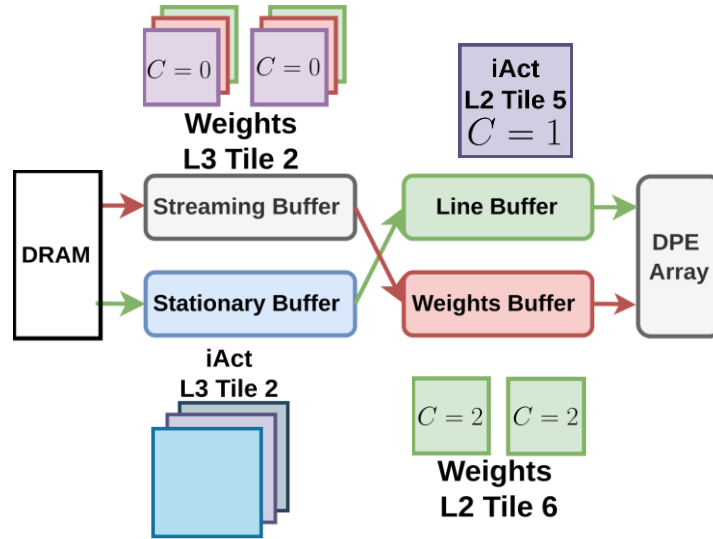 C = 0
C = 0
Weights
L3 Tile 2
iAct
L2 Tile 5
C = 1
DRAM
Streaming Buffer
Line Buffer
DPE
Array
Stationary Buffer
Weights Buffer
iAct
L3 Tile 2
C = 2
C = 2
Weights
L2 Tile 6